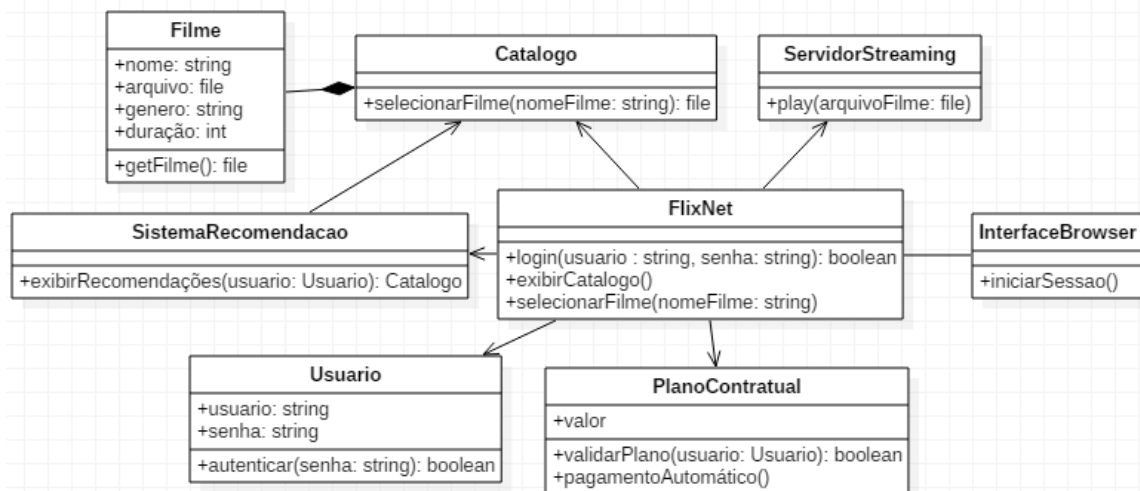 Filme
+nome: string
+arquivo: file
+genero: string
+duração: int
+getFilme(): file
Catalogo
+selecionarFilme(nomeFilme: string): file
ServidorStreaming
+play(arquivoFilme: file)
SistemaRecomendacao
+exibirRecomendações(usuario: Usuario): Catalogo
FlixNet
+login(usuario : string, senha: string): boolean
+exibirCatalogo()
+selecionarFilme(nomeFilme: string)
InterfaceBrowser
+iniciarSessao()
Usuario
+usuario: string
+senha: string
+autenticar(senha: string): boolean
PlanoContratual
+valor
+validarPlano(usuario: Usuario): boolean
+pagamentoAutomático()